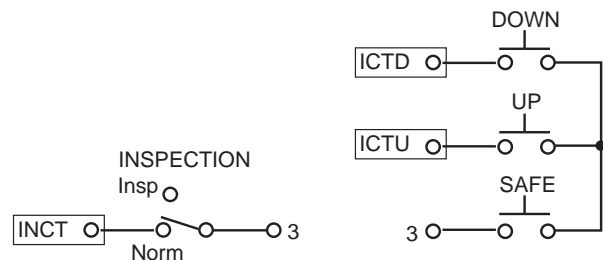 DOWN
ICTD
UP
ICTU
INSPECTION
Insp
SAFE
INCT
3
3
Norm